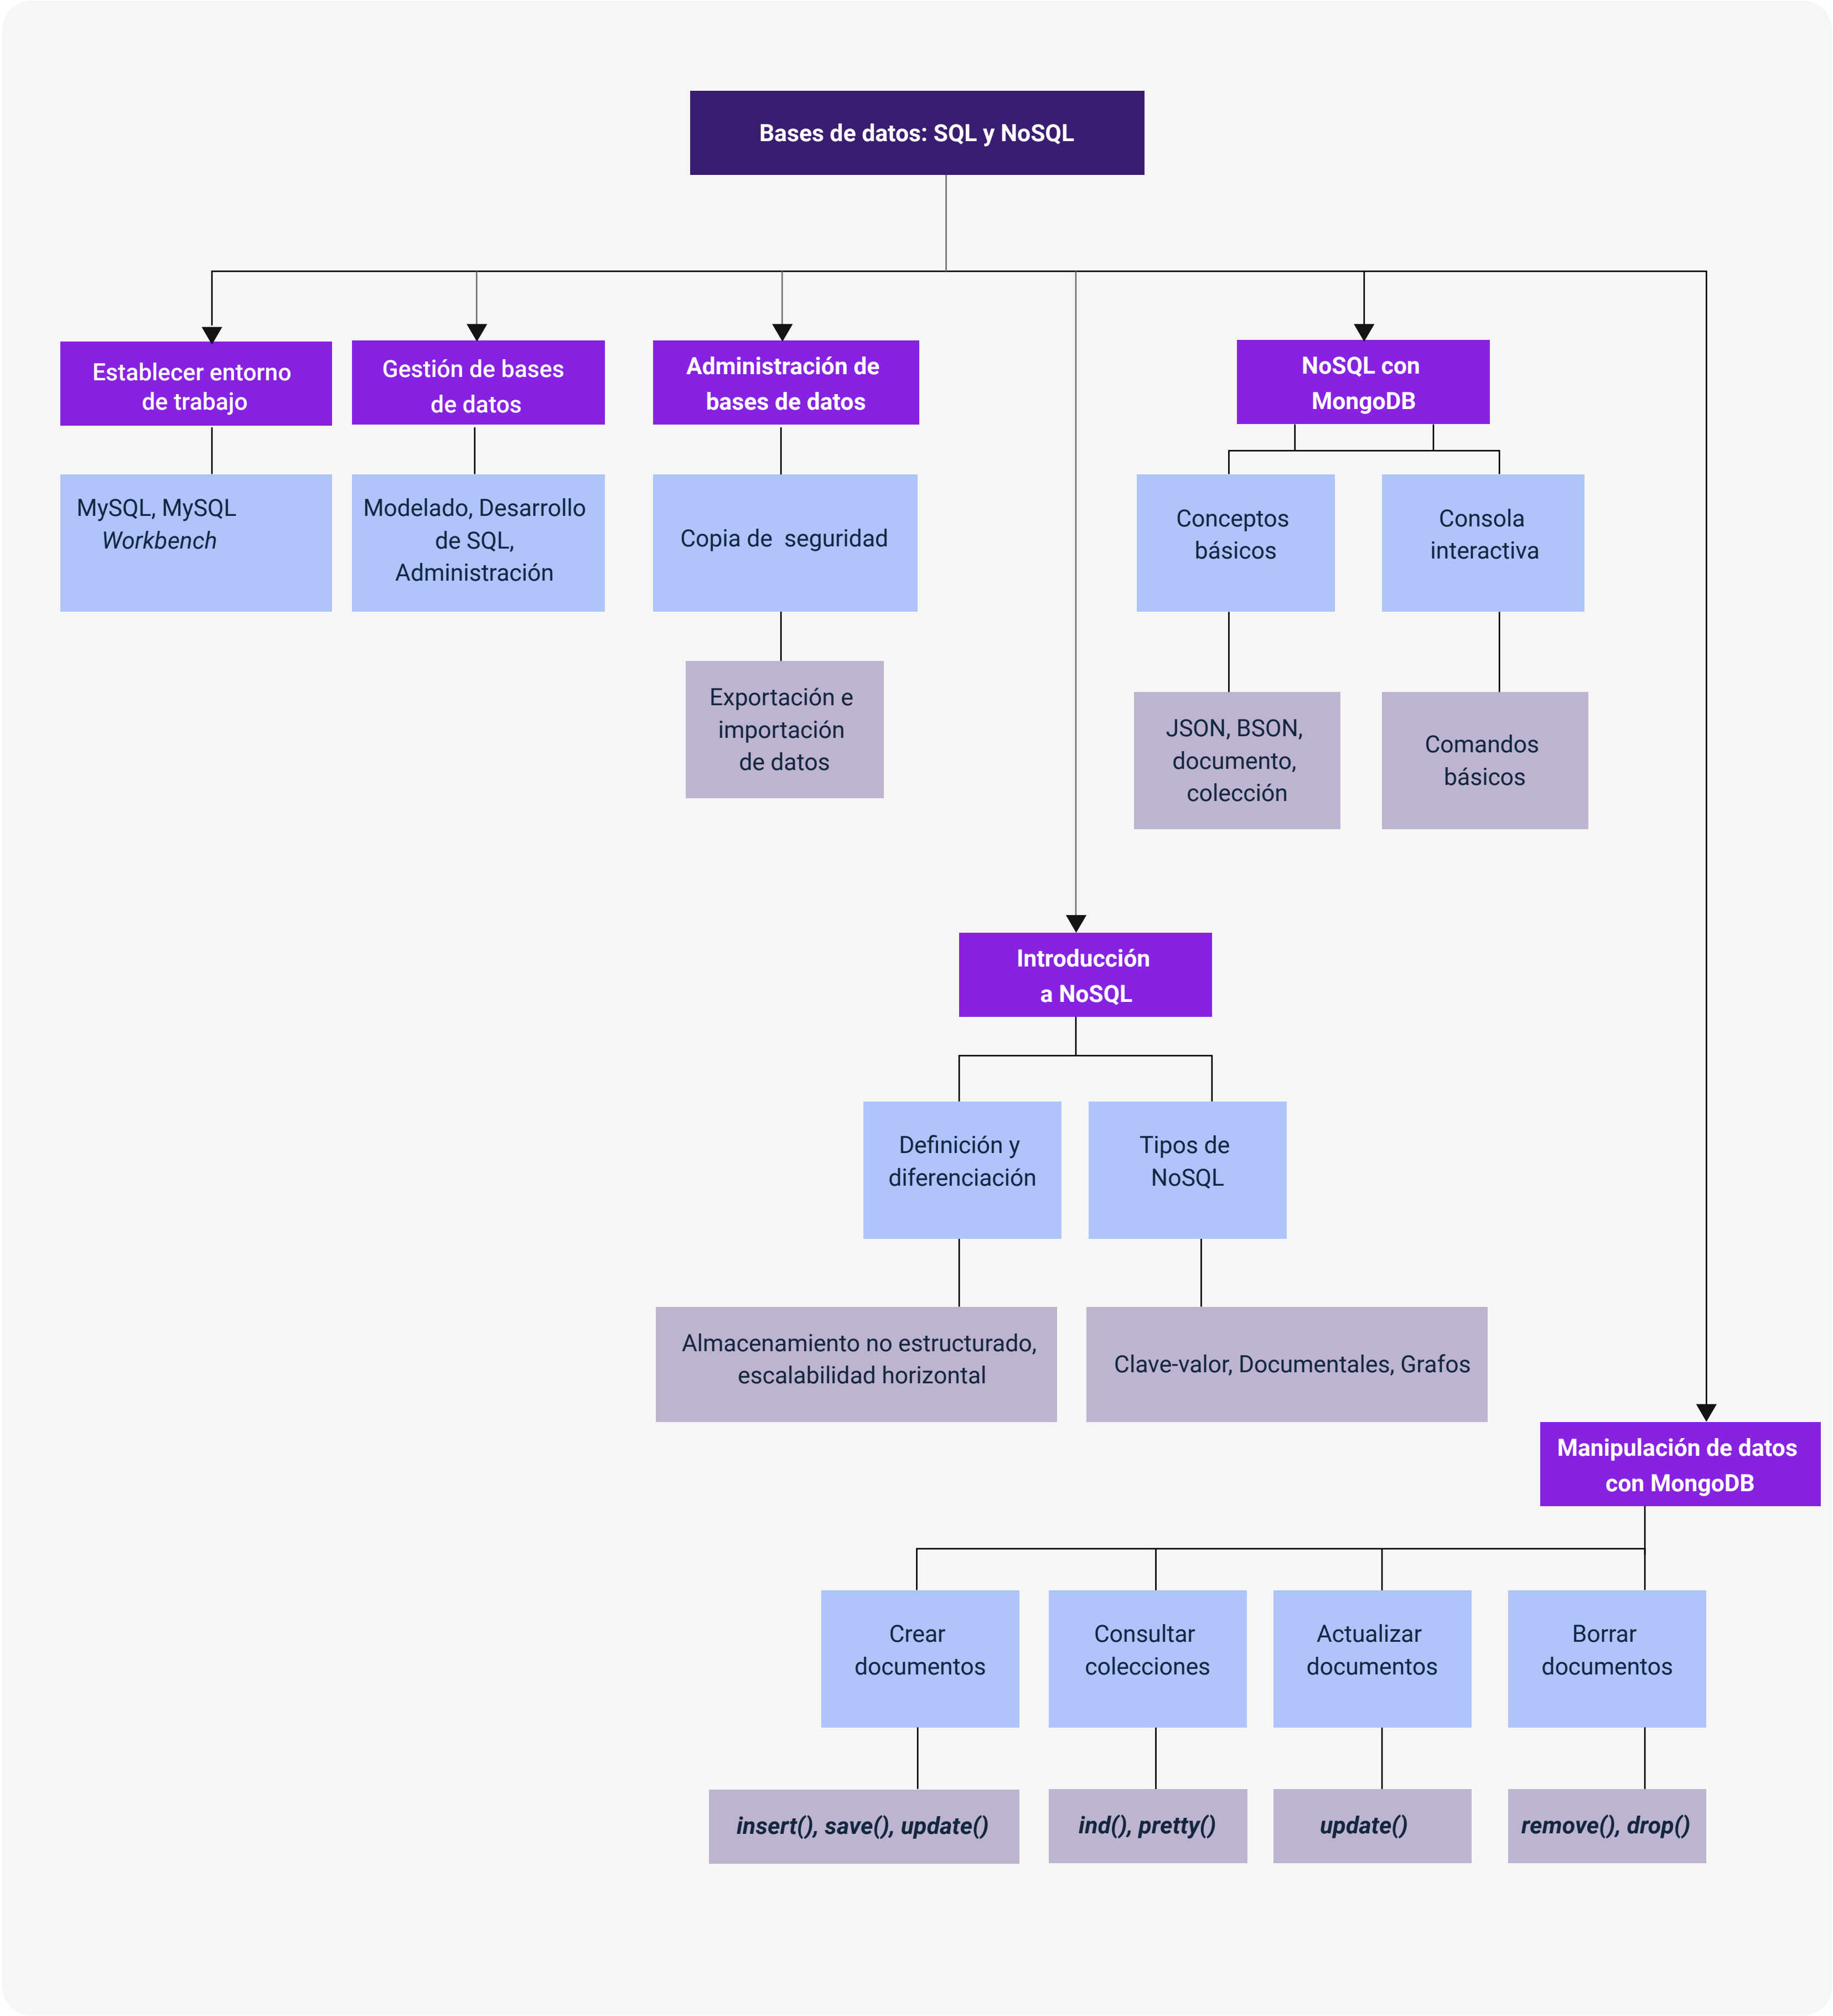 Bases de datos: SQL y NoSQL
Establecer entorno
de trabajo
Gestión de bases
de datos
Administración de
bases de datos
NoSQL con
MongoDB
MySQL, MySQL
Workbench
Modelado, Desarrollo
de SQL,
Administración
Copia de  seguridad
Conceptos
básicos
Consola
interactiva
Exportación e
importación
de datos
JSON, BSON,
documento,
colección
Comandos
básicos
Introducción
a NoSQL
Definición y
diferenciación
Tipos de
NoSQL
Almacenamiento no estructurado,
escalabilidad horizontal
Clave-valor, Documentales, Grafos
Manipulación de datos
con MongoDB
Crear
documentos
Consultar
colecciones
Actualizar
documentos
Borrar
documentos
insert(), save(), update()
ind(), pretty()
update()
remove(), drop()